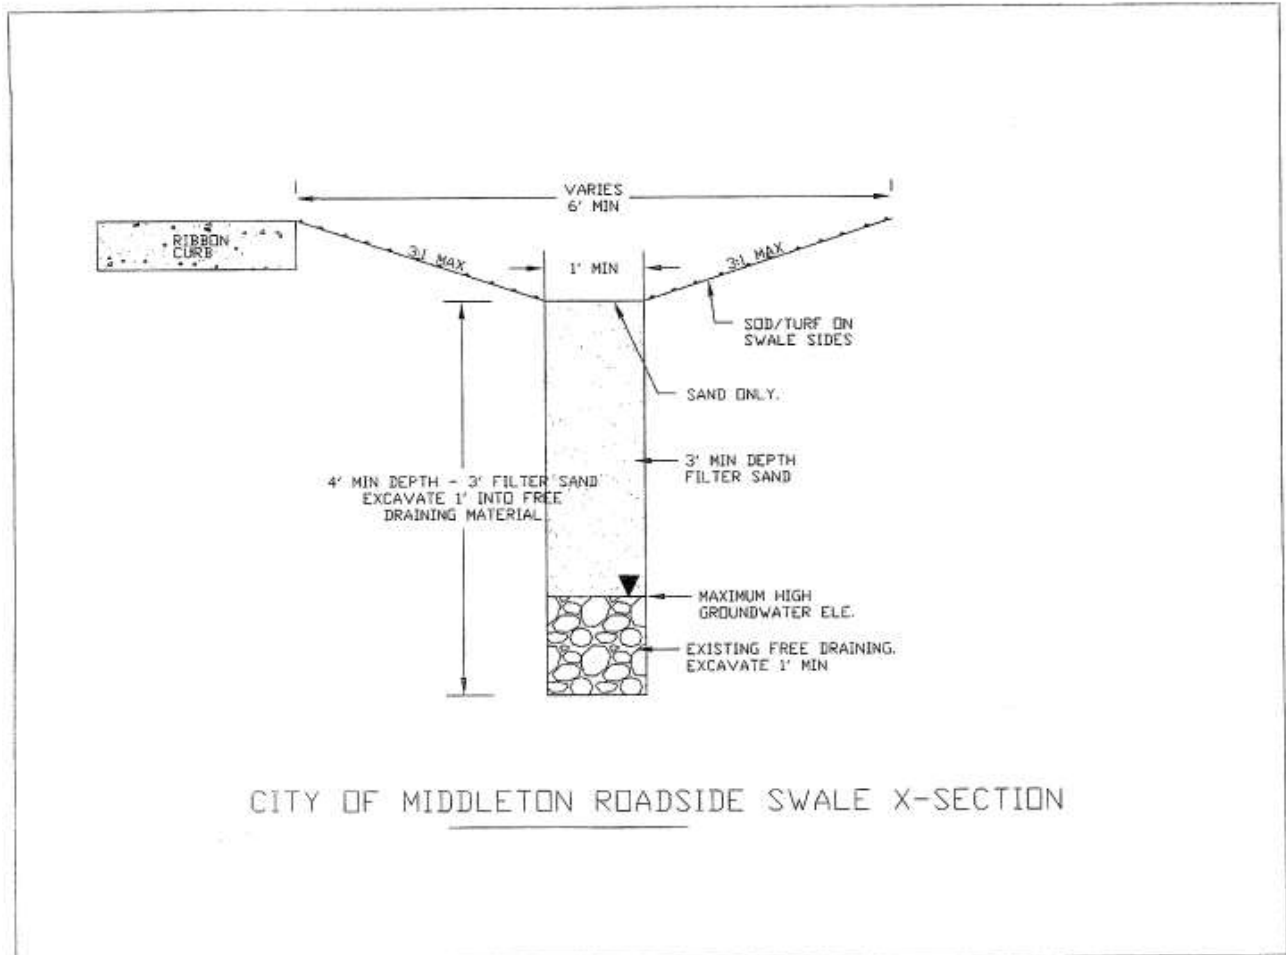 VARIES
6' MIN
RIBBON
CURB
3:1 MAX
1' MIN
3:1 MAX
SOD/TURF ON
SWALE SIDES
SAND ONLY.
3' MIN DEPTH
FILTER SAND
4' MIN DEPTH - 3' FILTER SAND
EXCAVATE 1' INTO FREE
DRAINING MATERIAL
MAXIMUM HIGH
GROUNDWATER ELE.
EXISTING FREE DRAINING.
EXCAVATE 1' MIN
CITY OF MIDDLETON ROADSIDE SWALE X-SECTION